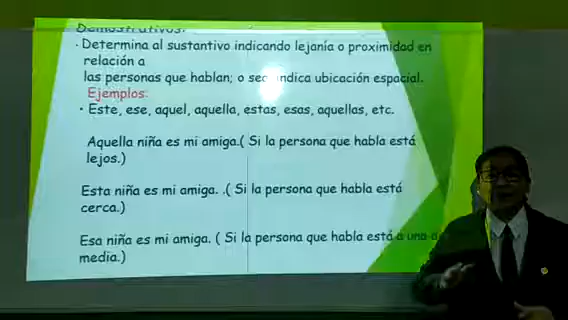 Demostrativos:
· Determina al sustantivo indicando lejanía o proximidad en
relación a
las personas que hablan; o sea indica ubicación espacial.
Ejemplos:
· Este, ese, aquel, aquella, estas, esas, aquellas, etc.
Aquella niña es mi amiga.( Si la persona que habla está
lejos.)
Esta niña es mi amiga. .( Si la persona que habla está
cerca.)
Esa niña es mi amiga. ( Si la persona que habla está a una
media.)